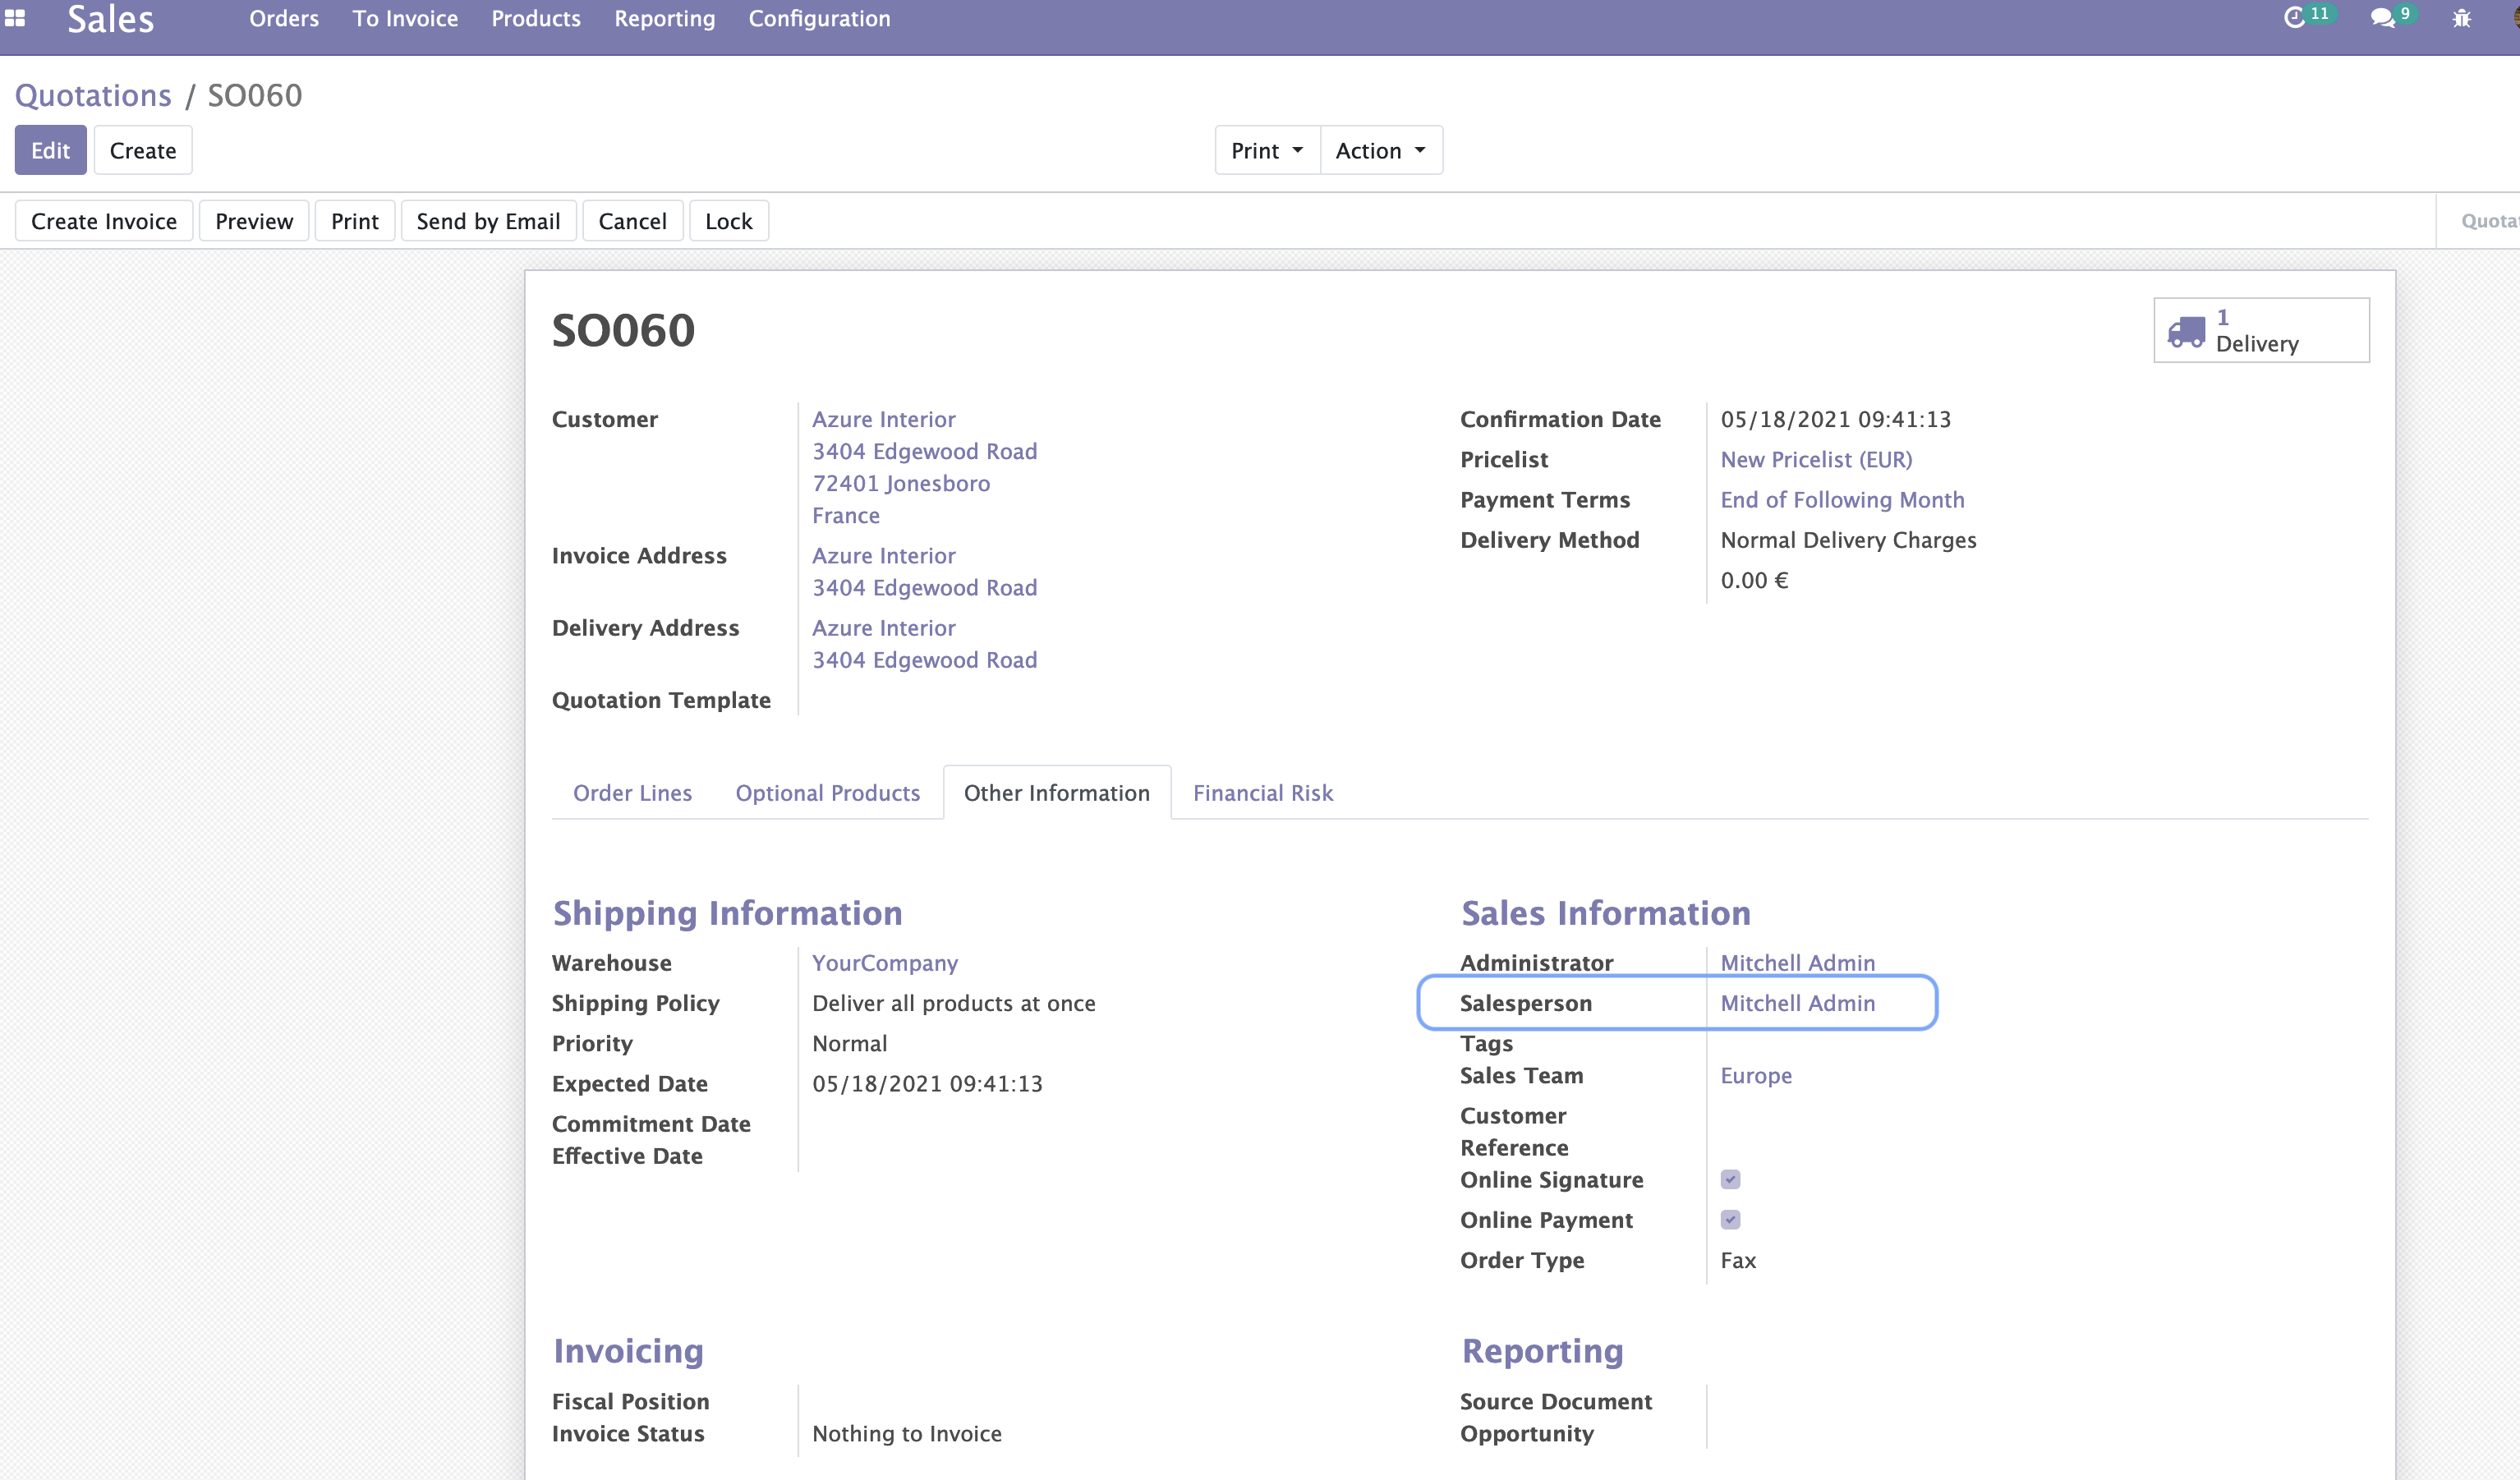 Sales Orders To Invoice Products Reporting Configuration 11 9
Quotations / SO060
Edit Create Print Action
Create Invoice Preview Print Send by Email Cancel Lock
SO060
1
Delivery
Customer Azure Interior
3404 Edgewood Road
72401 Jonesboro
France
Invoice Address Azure Interior
3404 Edgewood Road
Delivery Address Azure Interior
3404 Edgewood Road
Quotation Template
Confirmation Date 05/18/2021 09:41:13
Pricelist New Pricelist (EUR)
Payment Terms End of Following Month
Delivery Method Normal Delivery Charges
0.00 €
Order Lines Optional Products Other Information Financial Risk
Shipping Information
Warehouse YourCompany
Shipping Policy Deliver all products at once
Priority Normal
Expected Date 05/18/2021 09:41:13
Commitment Date
Effective Date
Sales Information
Administrator Mitchell Admin
Salesperson Mitchell Admin
Tags
Sales Team Europe
Customer
Reference
Online Signature
Online Payment
Order Type Fax
Invoicing
Fiscal Position
Invoice Status Nothing to Invoice
Reporting
Source Document
Opportunity